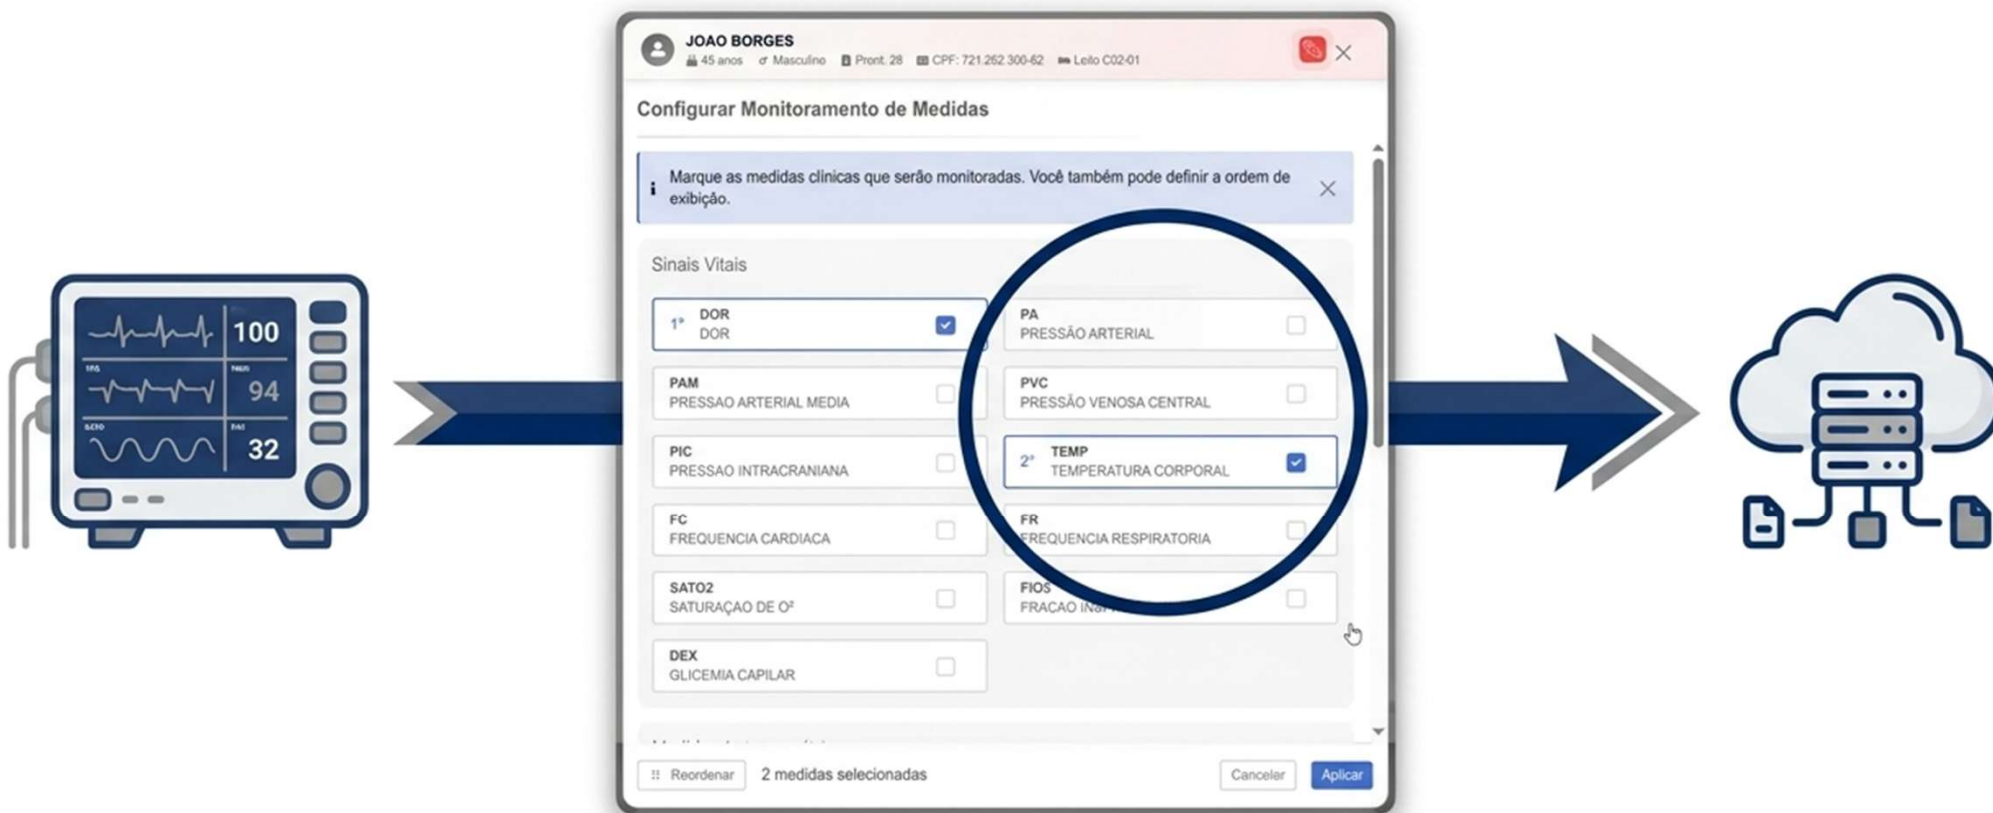 JOAO BORGES
45 anos Masculino Pront. 28 CPF: 721.262.300-62 Leito C02-01
Configurar Monitoramento de Medidas
Marque as medidas clínicas que serão monitoradas. Você também pode definir a ordem de
exibição.
Sinais Vitais
1º DOR
DOR
PA
PRESSÃO ARTERIAL
PAM
PRESSAO ARTERIAL MEDIA
PVC
PRESSÃO VENOSA CENTRAL
PIC
PRESSAO INTRACRANIANA
2º TEMP
TEMPERATURA CORPORAL
FC
FREQUENCIA CARDIACA
FR
FREQUENCIA RESPIRATORIA
SATO2
SATURAÇAO DE O²
FIOS
FRACAO
DEX
GLICEMIA CAPILAR
Reordenar 2 medidas selecionadas Cancelar Aplicar
100
94
32